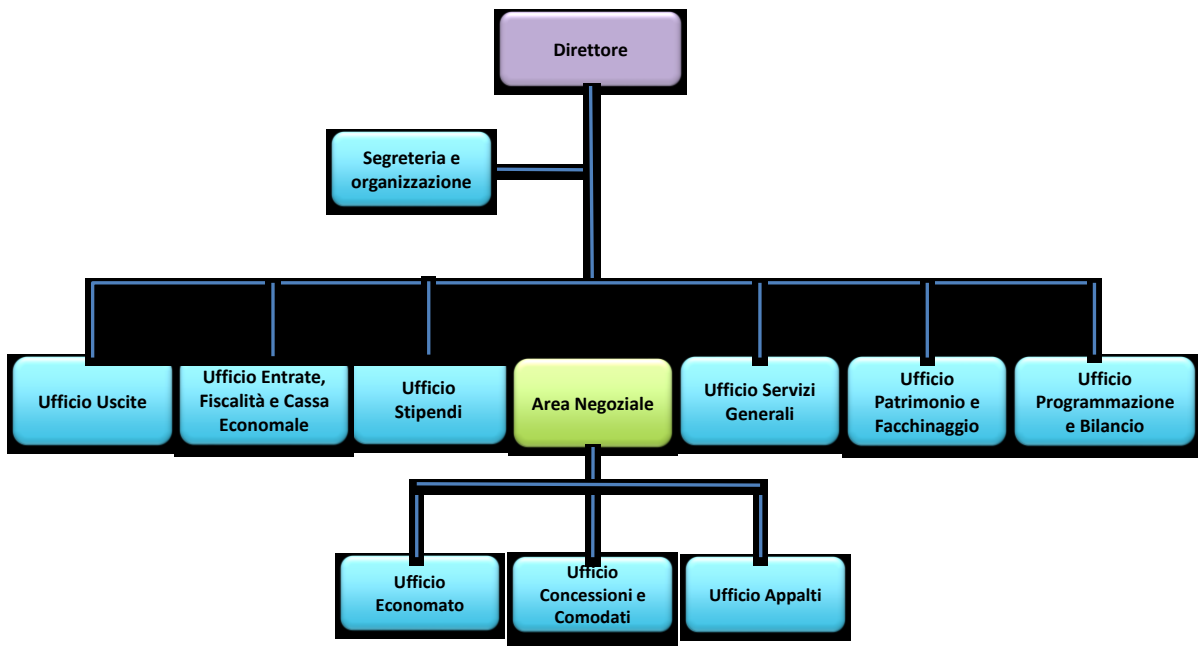 Direttore
Segreteria e
organizzazione
Ufficio Uscite
Ufficio Entrate,
Fiscalità e Cassa
Economale
Ufficio
Stipendi
Area Negoziale
Ufficio Servizi
Generali
Ufficio
Patrimonio e
Facchinaggio
Ufficio
Programmazione
e Bilancio
Ufficio
Economato
Ufficio
Concessioni e
Comodati
Ufficio Appalti